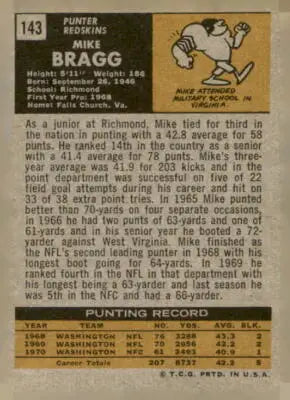 143
PUNTER
REDSKINS
MIKE
BRAGG
Height: 5'11" Weight: 186
Born: September 26, 1946
School: Richmond
First Year Pro: 1968
Home: Falls Church, Va.
MIKE ATTENDED
MILITARY SCHOOL IN
VIRGINIA.
As a junior at Richmond, Mike tied for third in
the nation in punting with a 42.8 average for 58
punts. He ranked 14th in the country as a senior
with a 41.4 average for 78 punts. Mike's three-
year average was 41.9 for 203 kicks and in the
point department was successful on five of 22
field goal attempts during his career and hit on
33 of 38 extra point tries. In 1965 Mike punted
better than 70-yards on four separate occasions,
in 1966 he had two punts of 63-yards and one of
61-yards and in his senior year he booted a 72-
yarder against West Virginia. Mike finished as
the NFL's second leading punter in 1968 with his
longest boot going for 64-yards. In 1969 he
ranked fourth in the NFL in that department with
his longest being a 63-yarder and last season he
was 5th in the NFC and had a 66-yarder.
PUNTING RECORD
YEAR TEAM NO. YDS. AVG. BLK.
1968 WASHINGTON NFL 76 3288 43.3 2
1969 WASHINGTON NFL 70 2056 42.2 2
1970 WASHINGTON NFC 61 2493 40.9 1
Career Totals 207 8735 42.2 5
© T.C.G. PRTD. IN U.S.A.